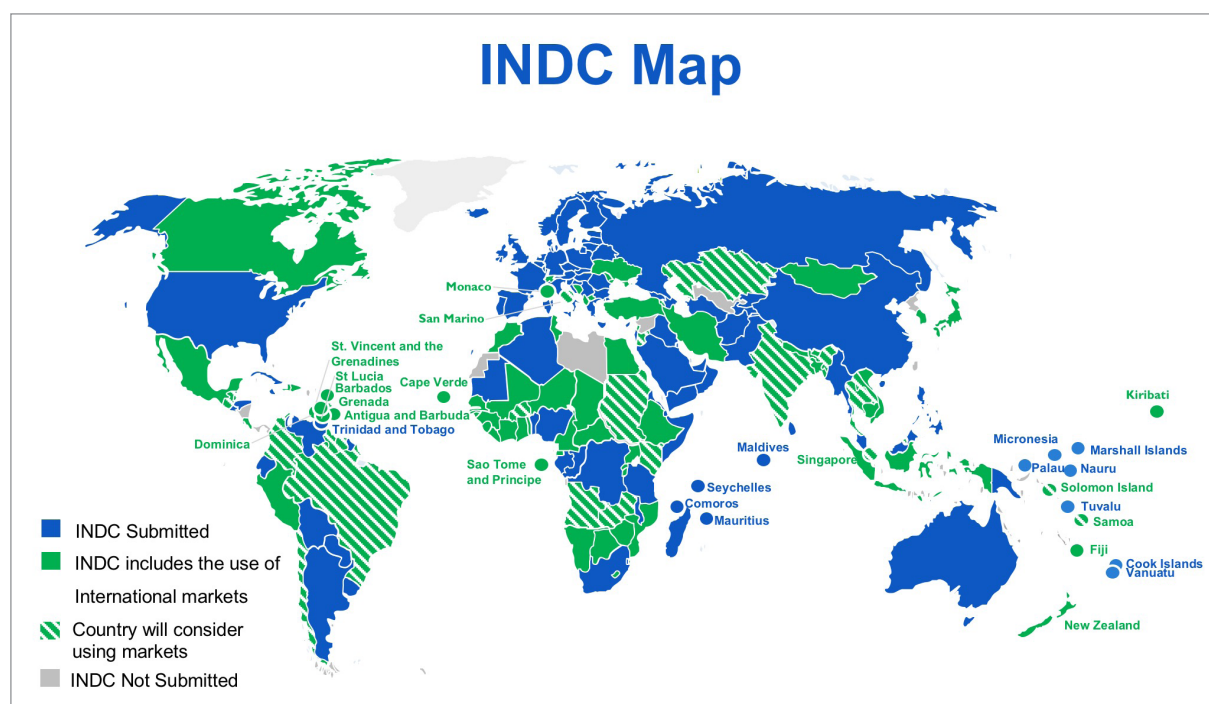 INDC Map
Monaco
San Marino
St. Vincent and the
Grenadines
St Lucia
Barbados
Grenada
Cape Verde
Antigua and Barbuda
Trinidad and Tobago
Dominica
Sao Tome
and Principe
Maldives
Singapore
Seychelles
Comoros
Mauritius
Kiribati
Micronesia
Marshall Islands
Palau
Nauru
Solomon Island
Tuvalu
Samoa
Fiji
Cook Islands
Vanuatu
New Zealand
INDC Submitted
INDC includes the use of
International markets
Country will consider
using markets
INDC Not Submitted